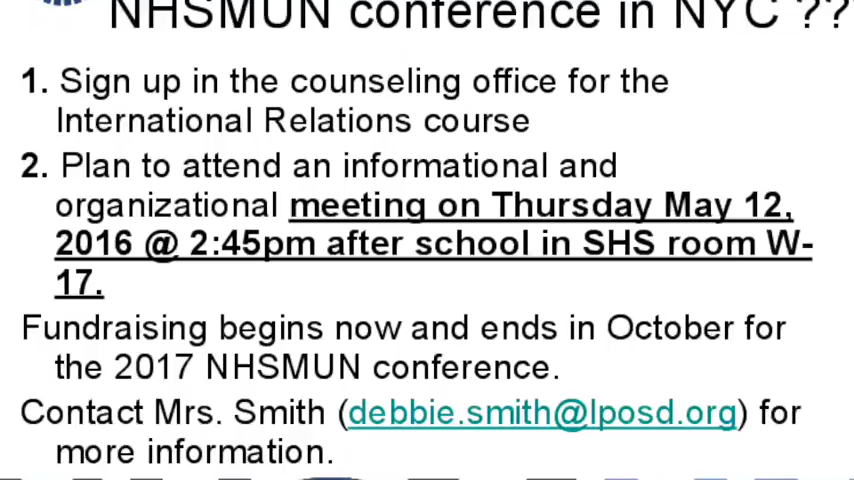 NHSMUN conference in NYC ??
1. Sign up in the counseling office for the
International Relations course
2. Plan to attend an informational and
organizational meeting on Thursday May 12,
2016 @ 2:45pm after school in SHS room W-
17.
Fundraising begins now and ends in October for
the 2017 NHSMUN conference.
Contact Mrs. Smith (debbie.smith@lposd.org) for
more information.